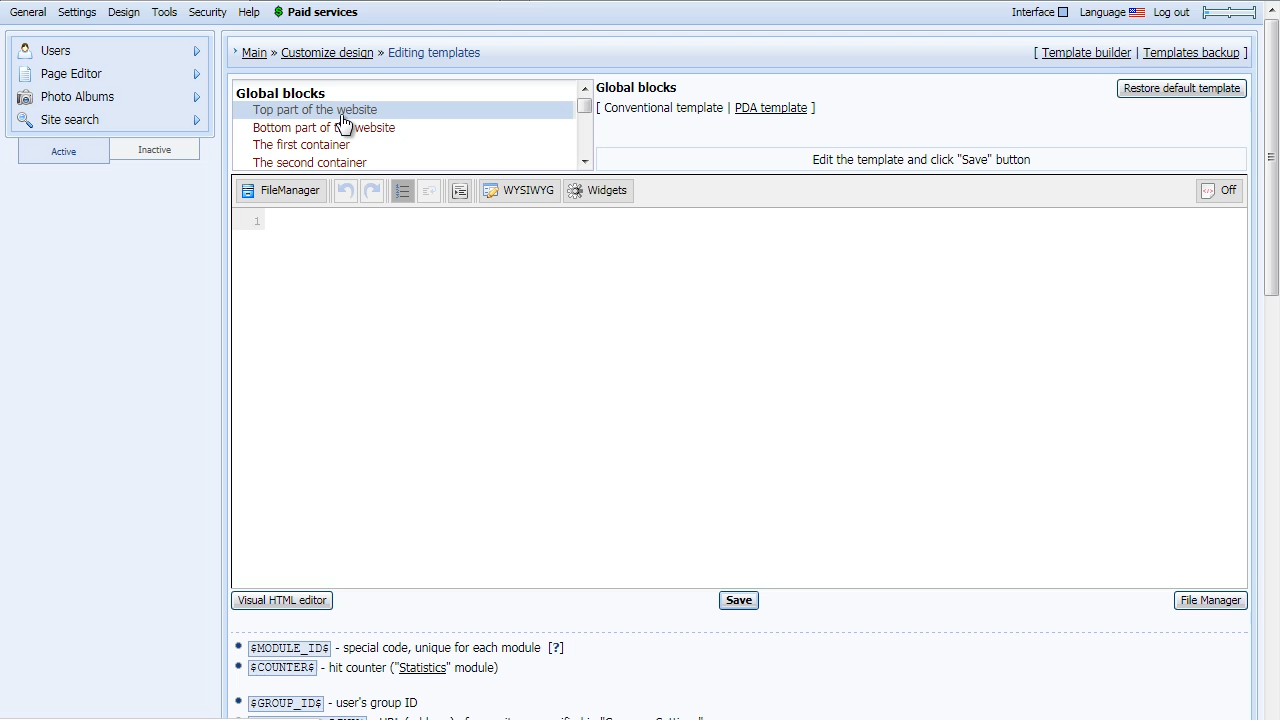 General Settings Design Tools Security Help Paid services Interface Language Log out
Users
Page Editor
Photo Albums
Site search
Active Inactive
Main » Customize design » Editing templates [ Template builder | Templates backup ]
Global blocks
Top part of the website
Bottom part of website
The first container
The second container
Global blocks
[ Conventional template | PDA template ]
Restore default template
Edit the template and click "Save" button
FileManager WYSIWYG Widgets Off
1
Visual HTML editor Save File Manager
$MODULE_ID$ - special code, unique for each module [?]
$COUNTER$ - hit counter ("Statistics" module)
$GROUP_ID$ - user's group ID